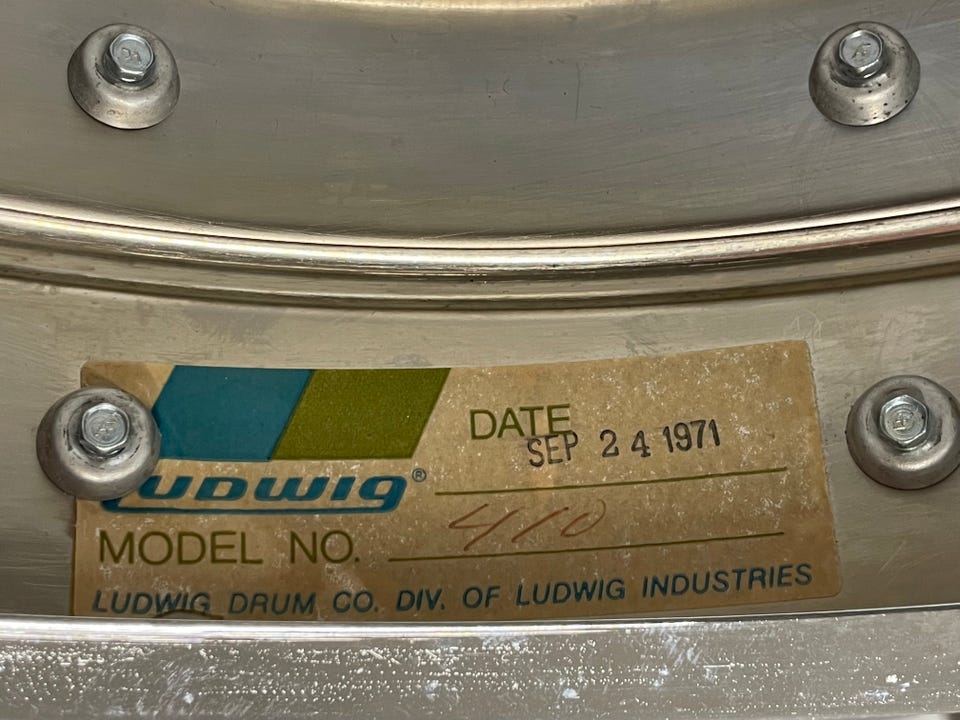 DATE
SEP 24 1971
LUDWIG®
MODEL NO. 410
LUDWIG DRUM CO. DIV. OF LUDWIG INDUSTRIES